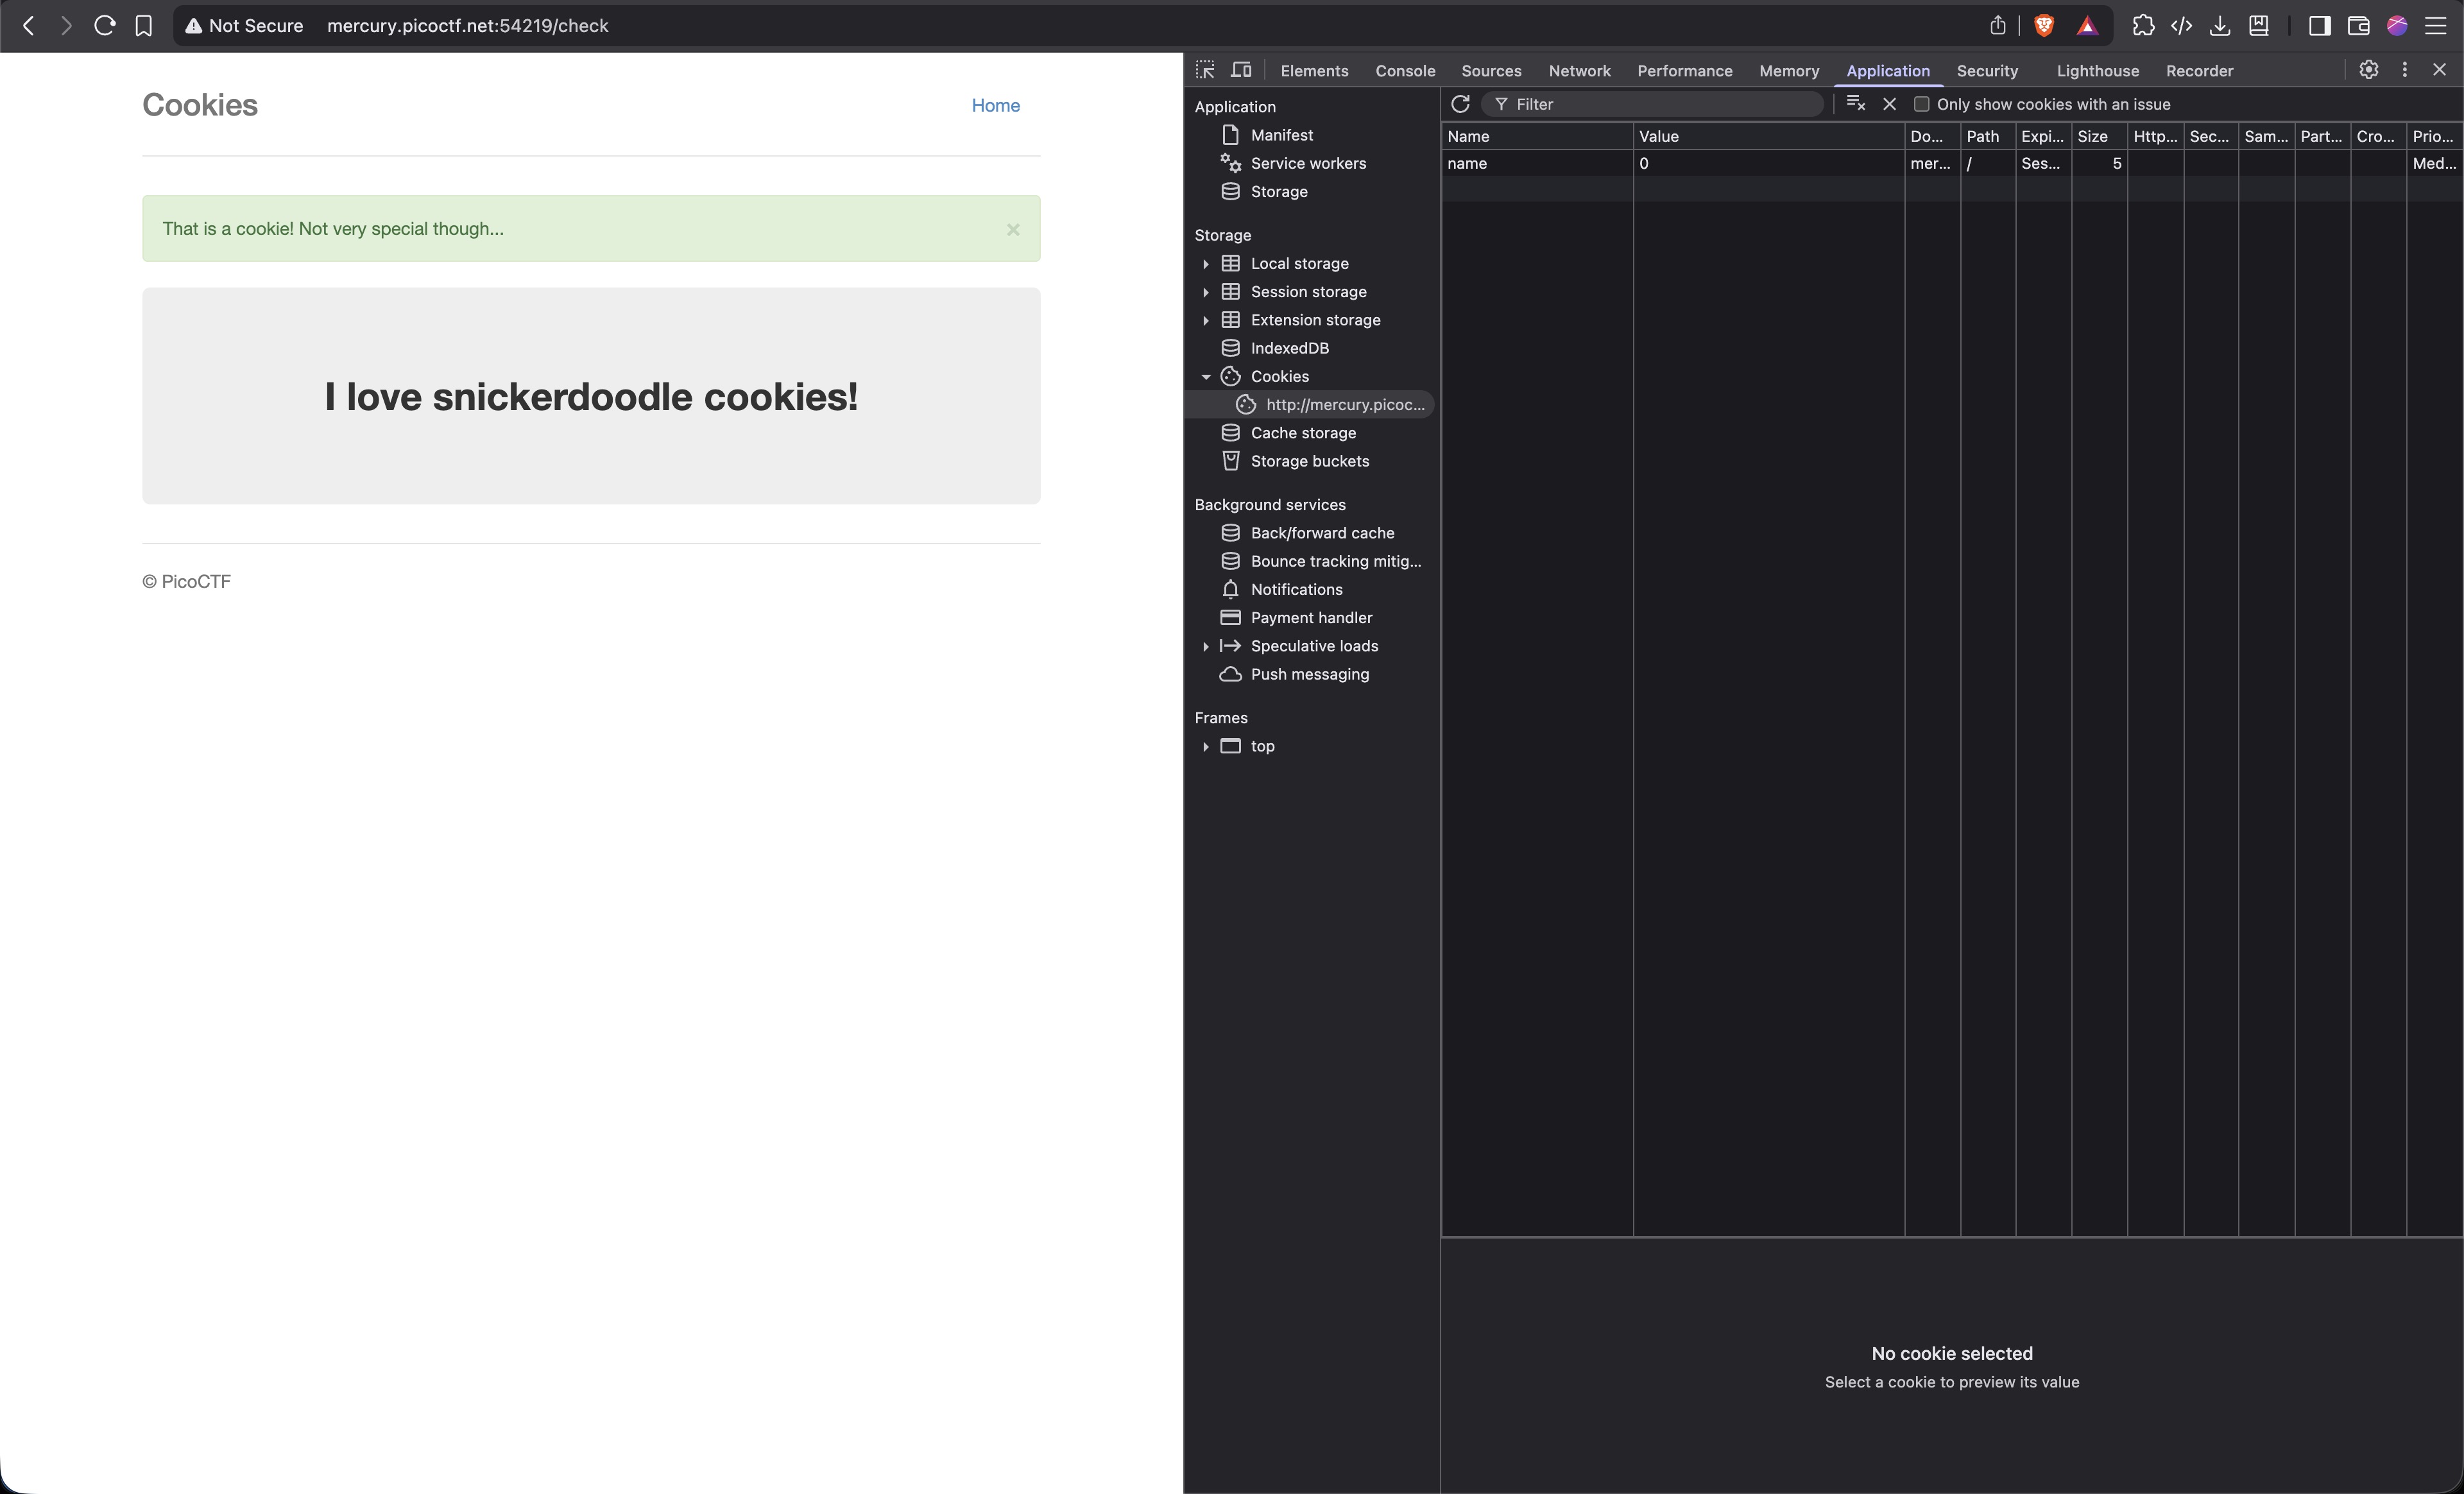 Not Secure mercury.picoctf.net:54219/check
Cookies
Home
That is a cookie! Not very special though...
×
I love snickerdoodle cookies!
© PicoCTF
Elements Console Sources Network Performance Memory Application Security Lighthouse Recorder
Application
Manifest
Service workers
Storage
Storage
Local storage
Session storage
Extension storage
IndexedDB
Cookies
http://mercury.picoc...
Cache storage
Storage buckets
Background services
Back/forward cache
Bounce tracking mitig...
Notifications
Payment handler
Speculative loads
Push messaging
Frames
top
Filter Only show cookies with an issue
Name Value Do... Path Expi... Size Http... Sec... Sam... Part... Cro... Prio...
name 0 mer... / Ses... 5 Med...
No cookie selected
Select a cookie to preview its value